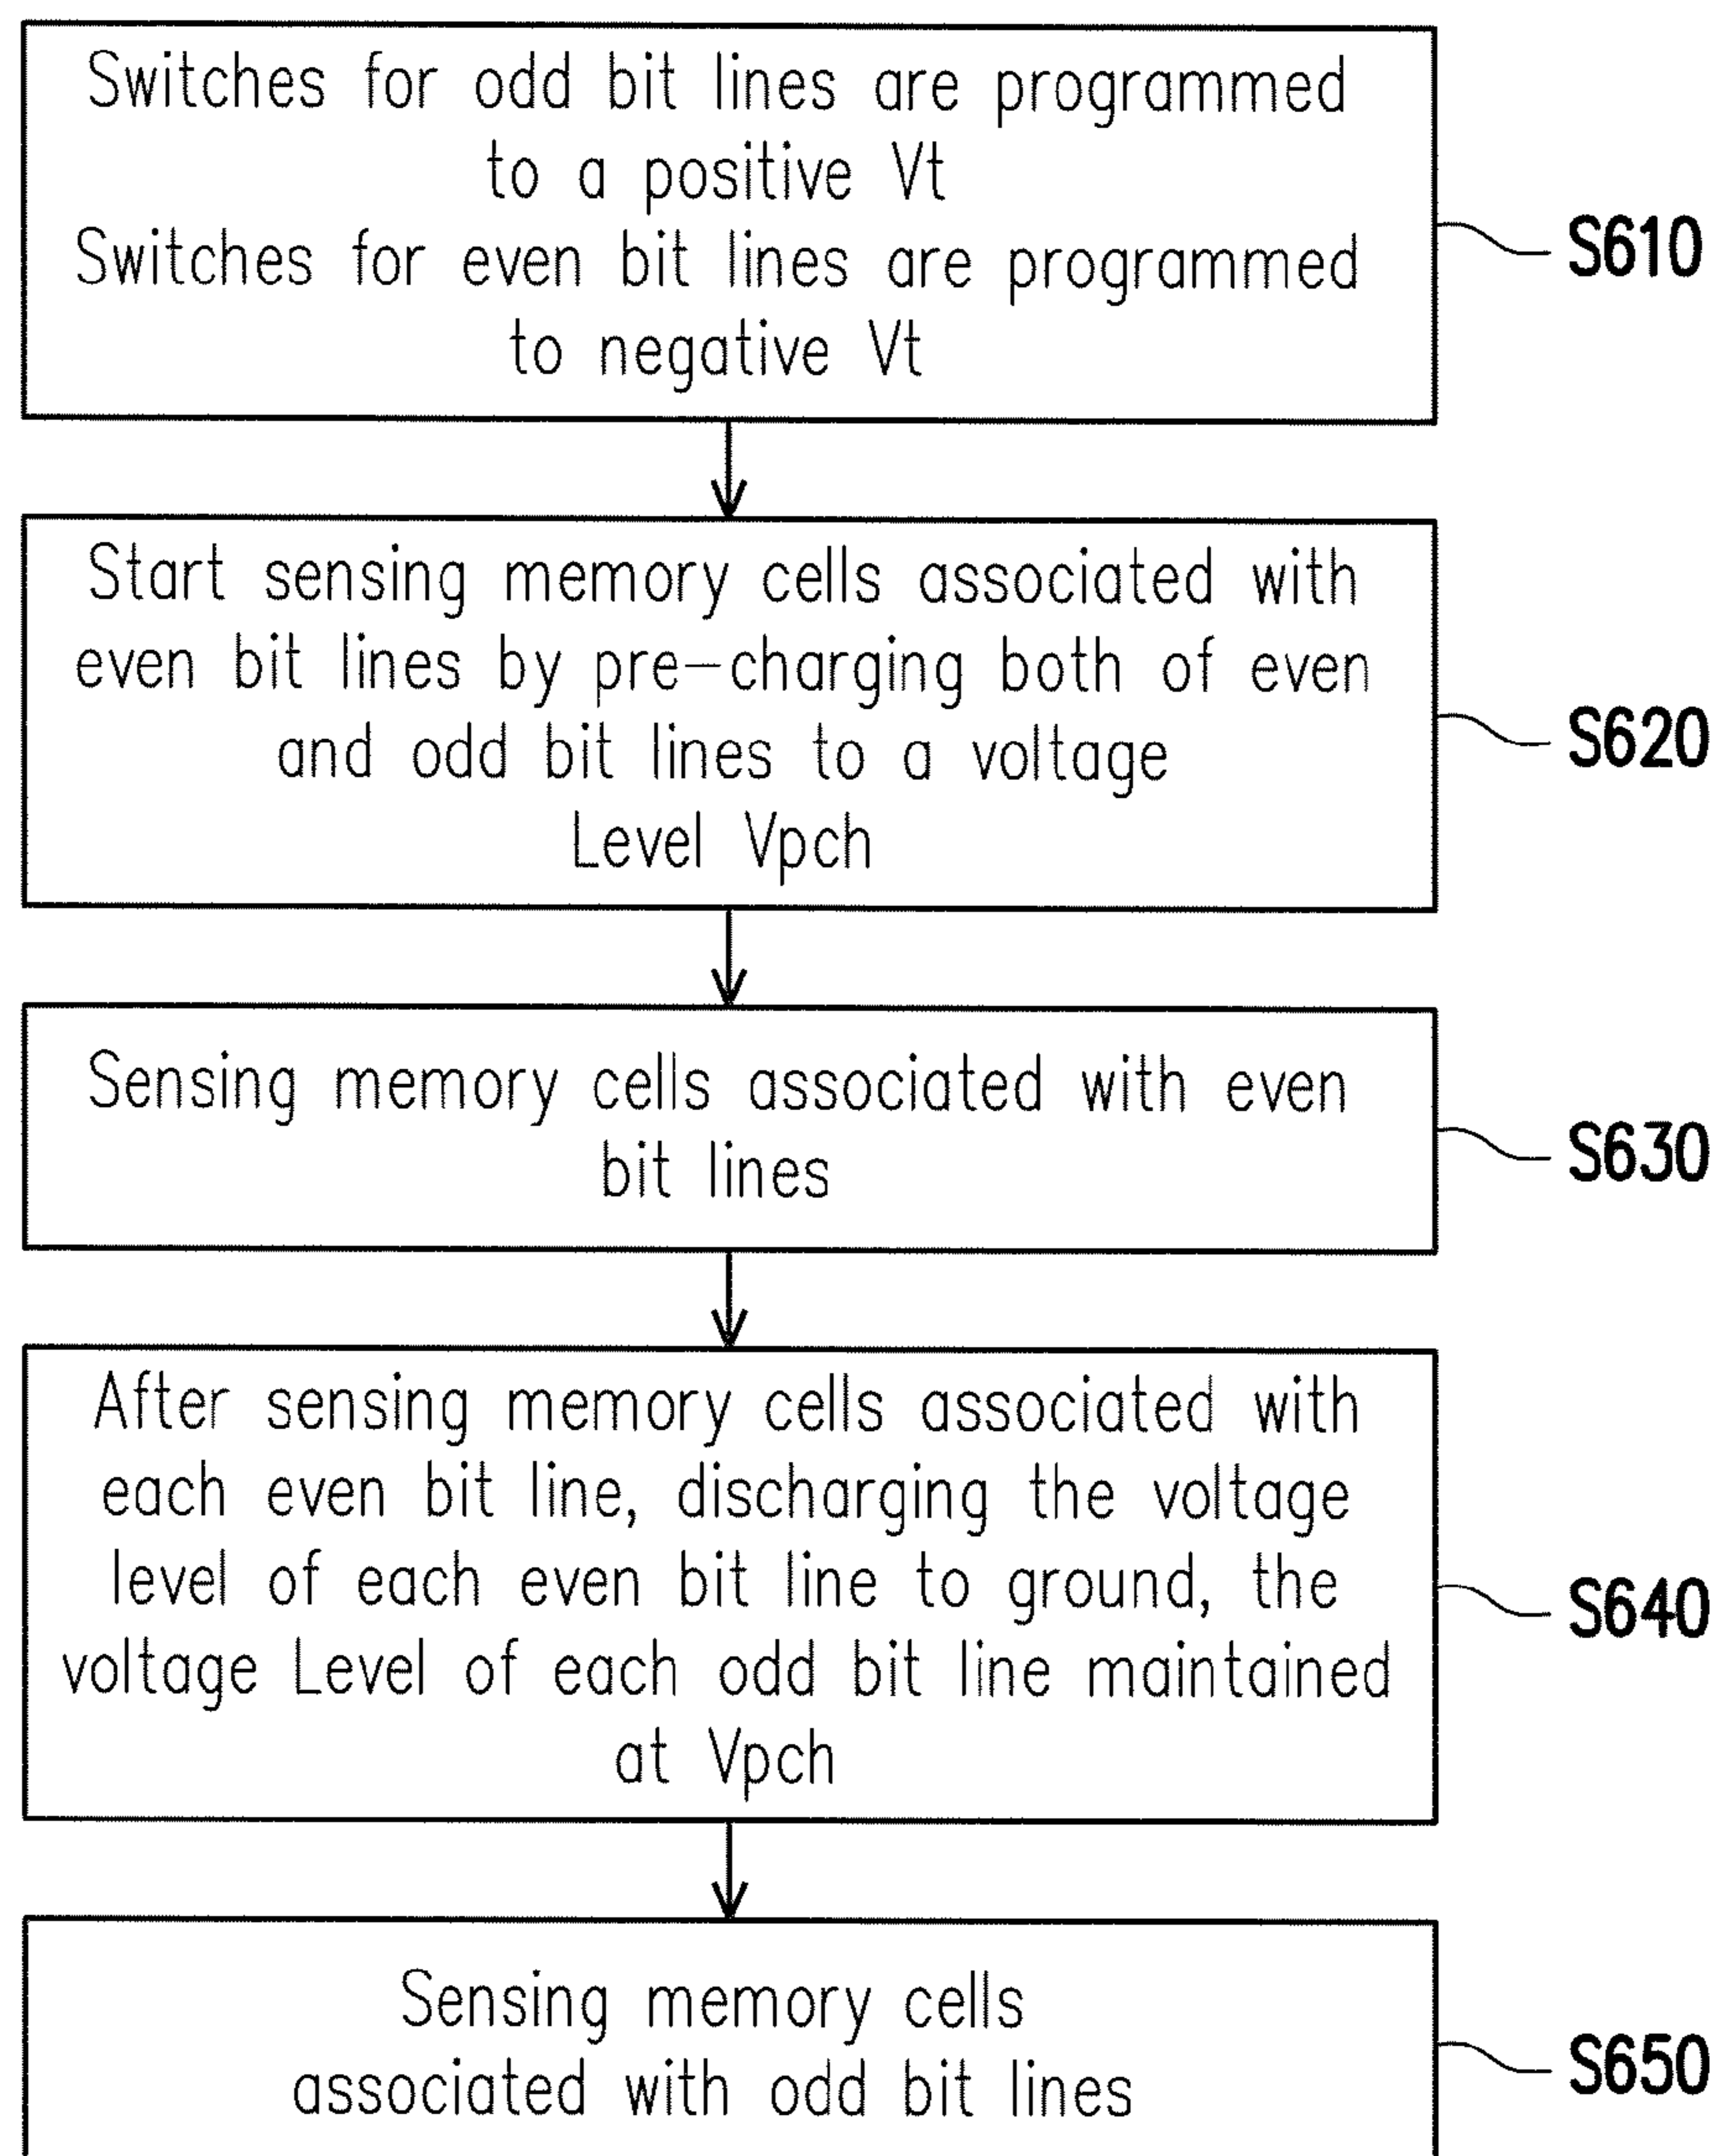 Switches for odd bit lines are programmed
to a positive Vt
Switches for even bit lines are programmed
to negative Vt
S610
Start sensing memory cells associated with
even bit lines by pre-charging both of even
and odd bit lines to a voltage
Level Vpch
S620
Sensing memory cells associated with even
bit lines
S630
After sensing memory cells associated with
each even bit line, discharging the voltage
level of each even bit line to ground, the
voltage Level of each odd bit line maintained
at Vpch
S640
Sensing memory cells
associated with odd bit lines
S650